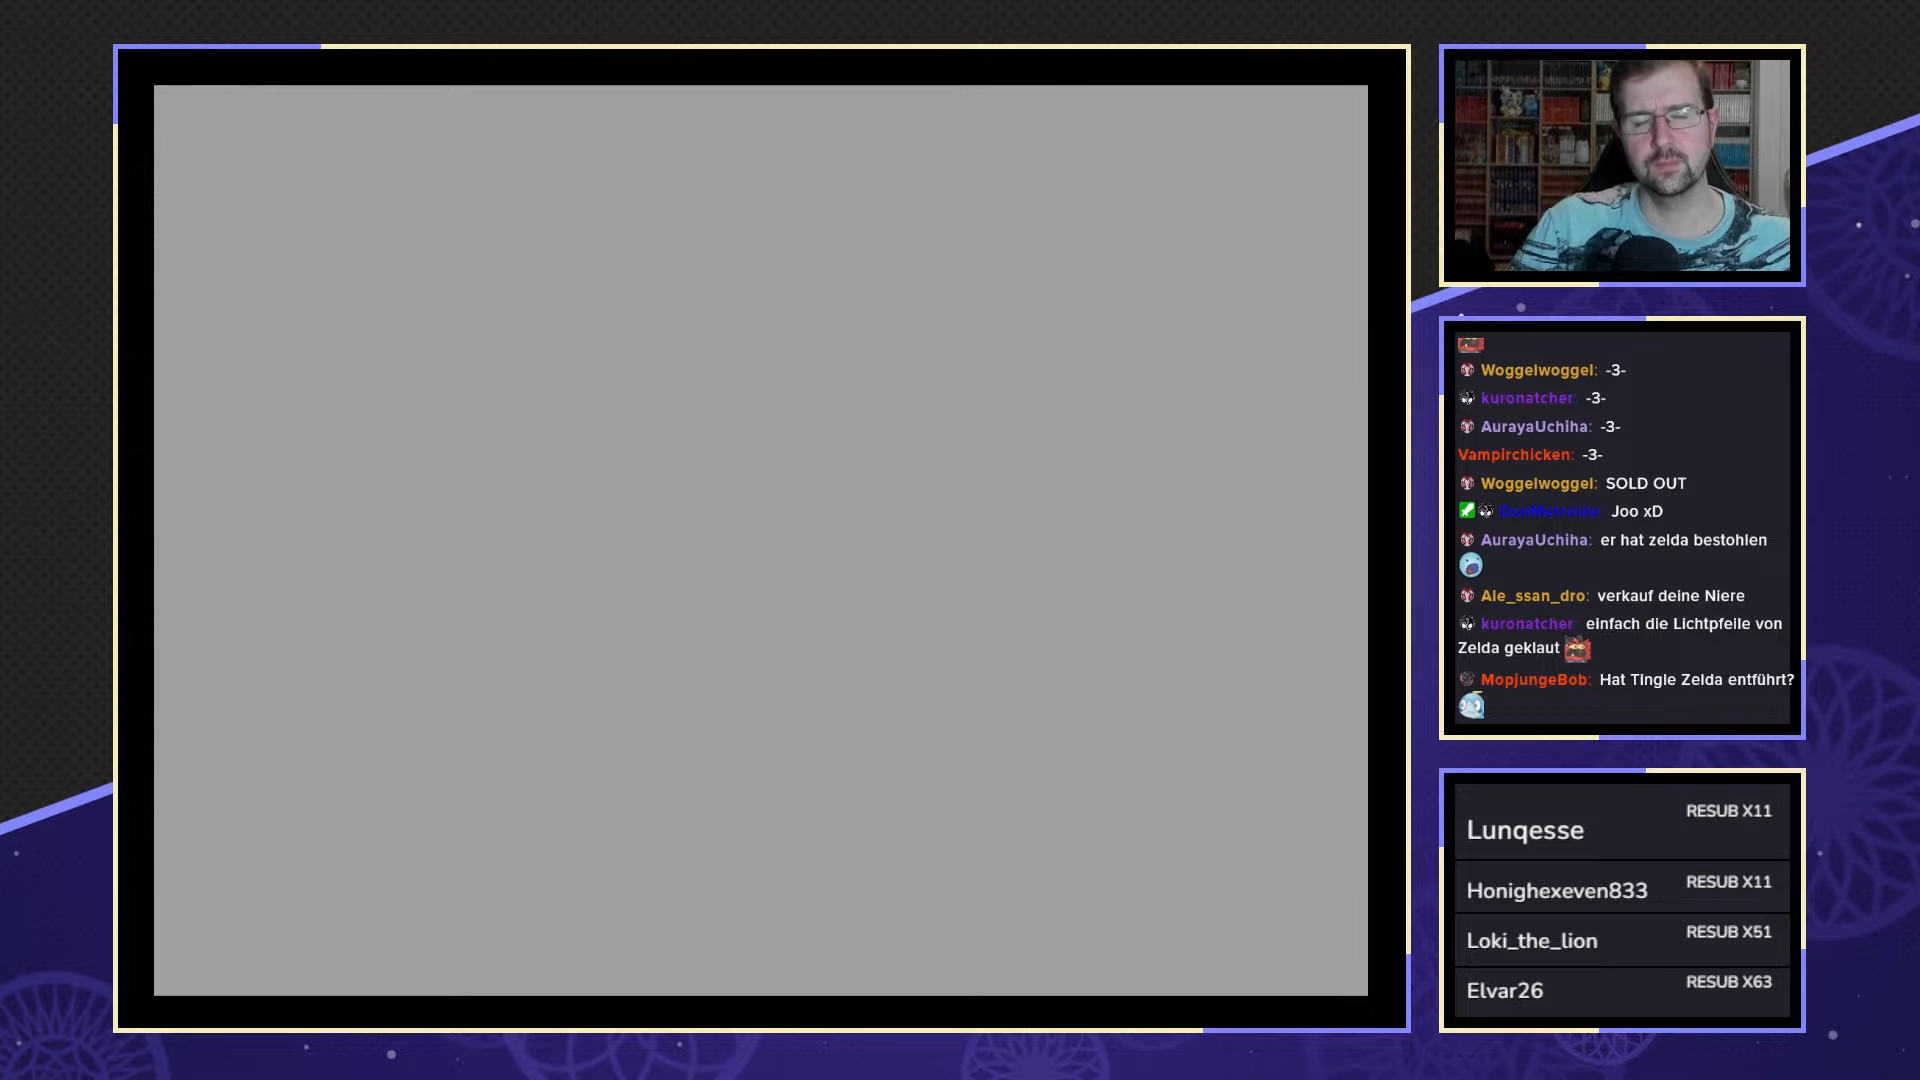 Woggelwoggel: -3-
kuronatcher -3-
AurayaUchiha: -3-
Vampirchicken: -3-
Woggelwoggel: SOLD OUT
Joo xD
AurayaUchiha: er hat zelda bestohlen
Ale_ssan_dro: verkauf deine Niere
kuronatcher einfach die Lichtpfeile von
Zelda geklaut
MopjungeBob: Hat Tingle Zelda entführt?
RESUB X11
Lunqesse
RESUB X11
Honighexeven833
RESUB X51
Loki_the_lion
RESUB X63
Elvar26